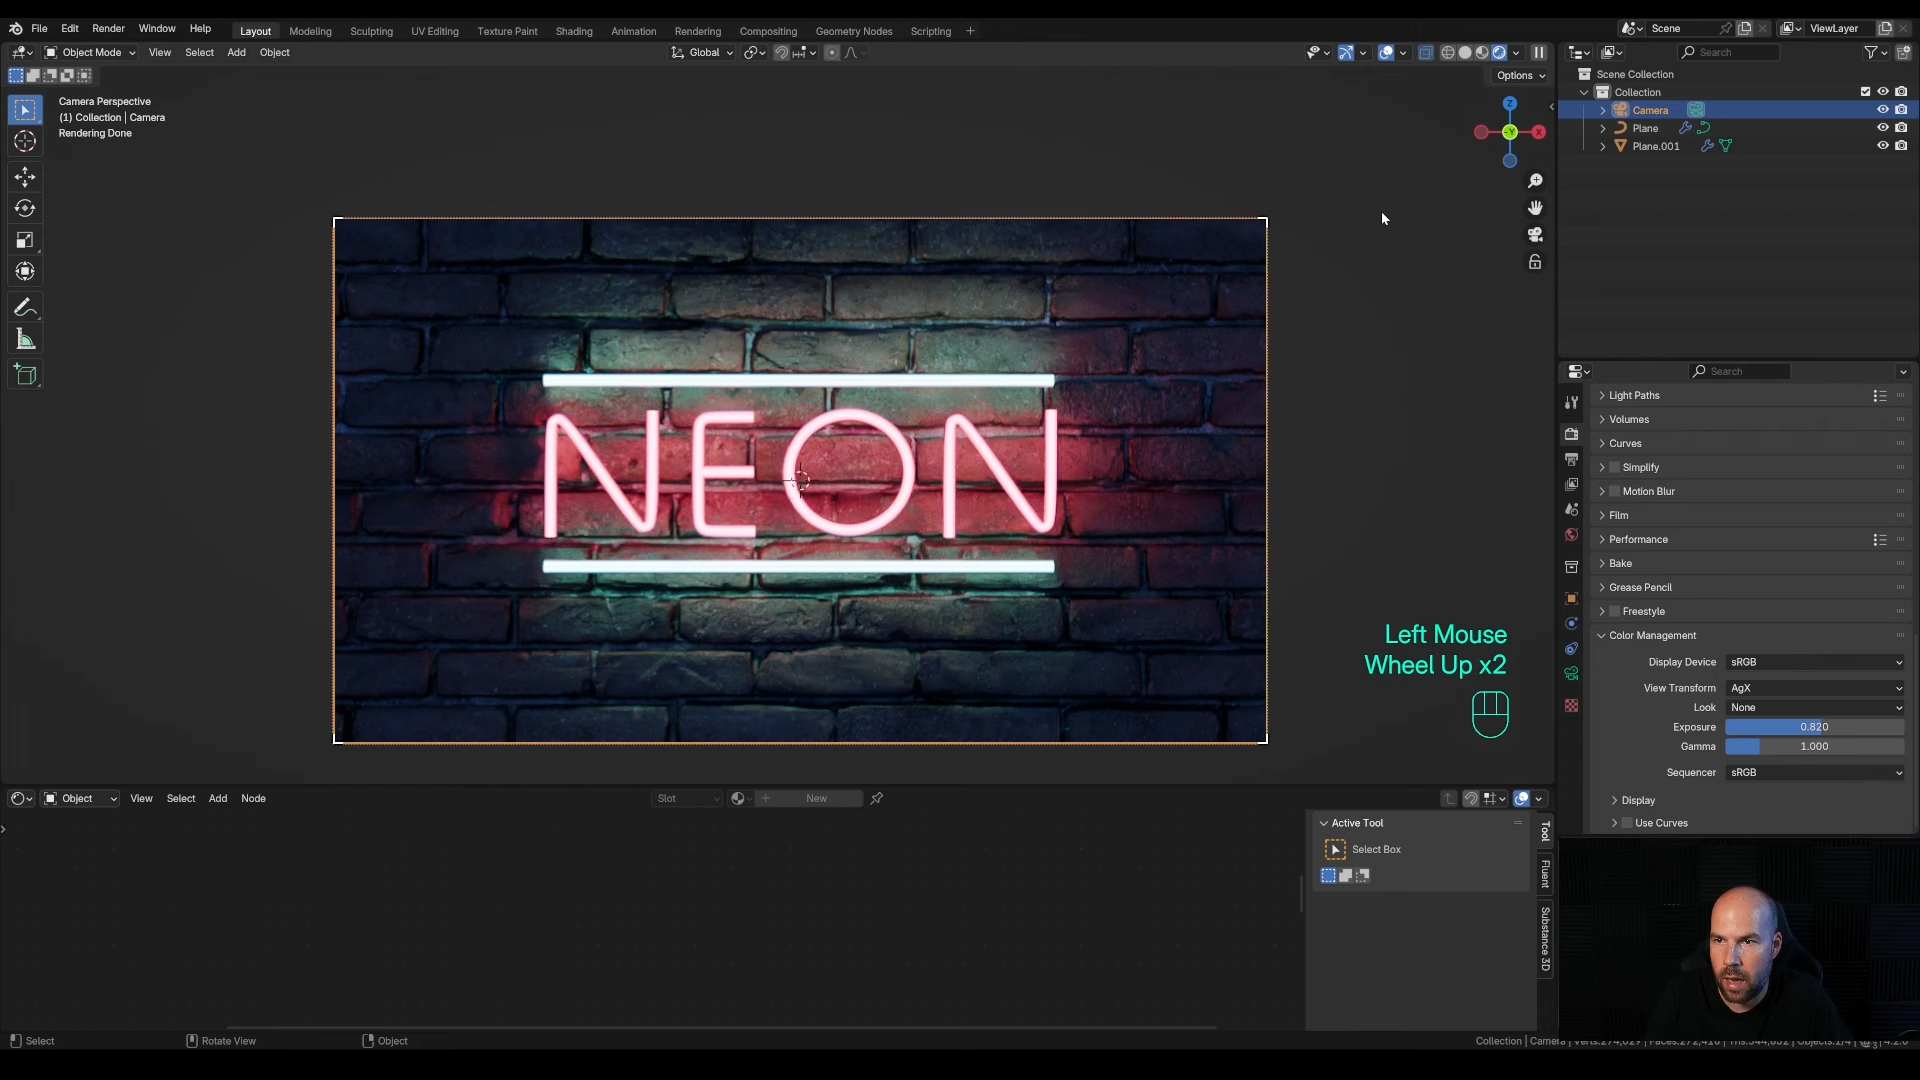 File Edit Render Window Help Layout Modeling Sculpting UV Editing Texture Paint Shading Animation Rendering Compositing Geometry Nodes Scripting + Scene ViewLayer
Object Mode View Select Add Object Global Search
Options
Scene Collection
Collection
Camera
Plane
Plane.001
Camera Perspective
(1) Collection | Camera
Rendering Done
Z
Y
X
NEON
Left Mouse
Wheel Up x2
Search
Light Paths
Volumes
Curves
Simplify
Motion Blur
Film
Performance
Bake
Grease Pencil
Freestyle
Color Management
Display Device sRGB
View Transform AgX
Look None
Exposure 0.820
Gamma 1.000
Sequencer sRGB
Display
Use Curves
Object View Select Add Node Slot New
Active Tool
Select Box
Tool
Fluent
Substance 3D
Select Rotate View Object